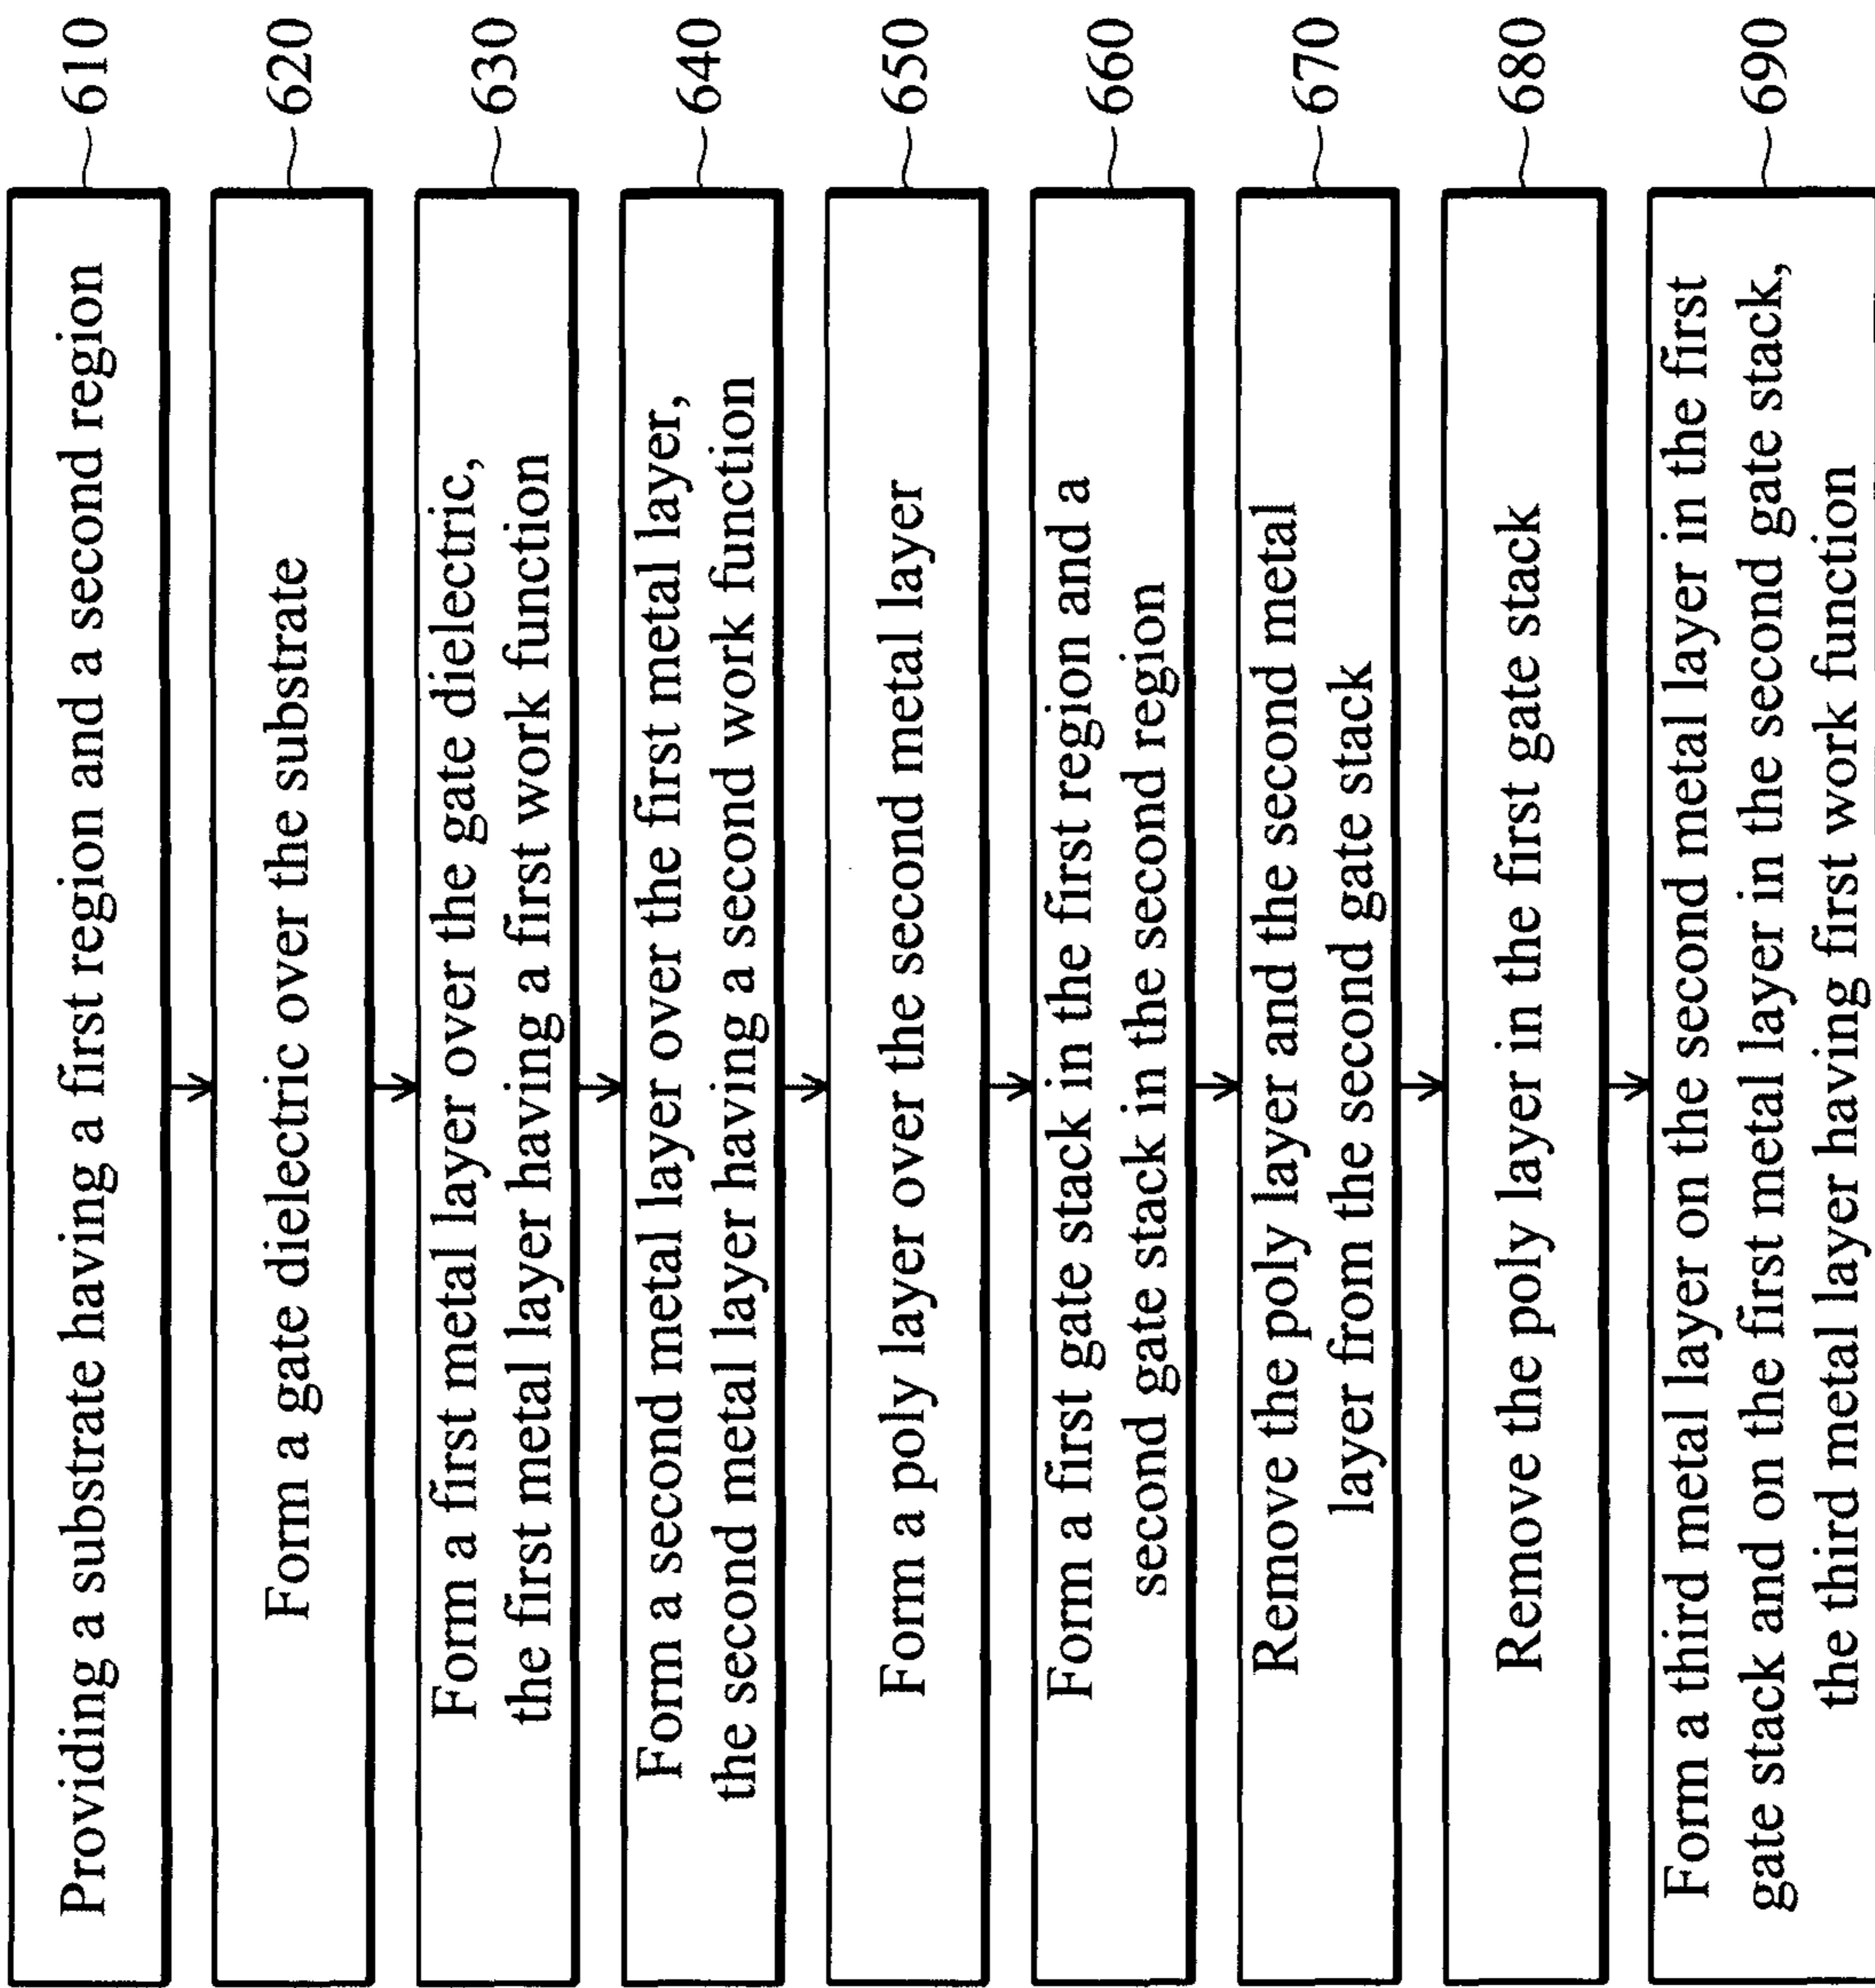 Providing a substrate having a first region and a second region
610
Form a gate dielectric over the substrate
620
Form a first metal layer over the gate dielectric,
the first metal layer having a first work function
630
Form a second metal layer over the first metal layer,
the second metal layer having a second work function
640
Form a poly layer over the second metal layer
650
Form a first gate stack in the first region and a
second gate stack in the second region
660
Remove the poly layer and the second metal
layer from the second gate stack
670
Remove the poly layer in the first gate stack
680
Form a third metal layer on the second metal layer in the first
gate stack and on the first metal layer in the second gate stack,
the third metal layer having first work function
690